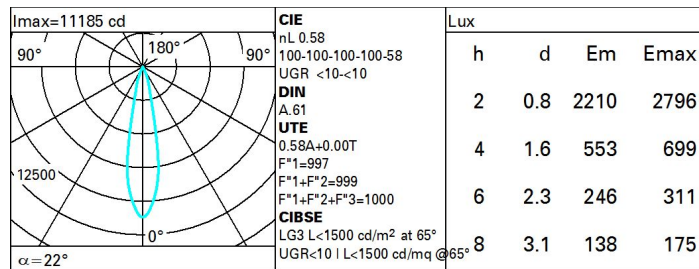 Imax=11185 cd
90°
180°
90°
12500
0°
α=22°
CIE
nL 0.58
100-100-100-100-58
UGR <10-<10
DIN
A.61
UTE
0.58A+0.00T
F"1=997
F"1+F"2=999
F"1+F"2+F"3=1000
CIBSE
LG3 L<1500 cd/m² at 65°
UGR<10 | L<1500 cd/mq @65°
Lux
h d Em Emax
2 0.8 2210 2796
4 1.6 553 699
6 2.3 246 311
8 3.1 138 175